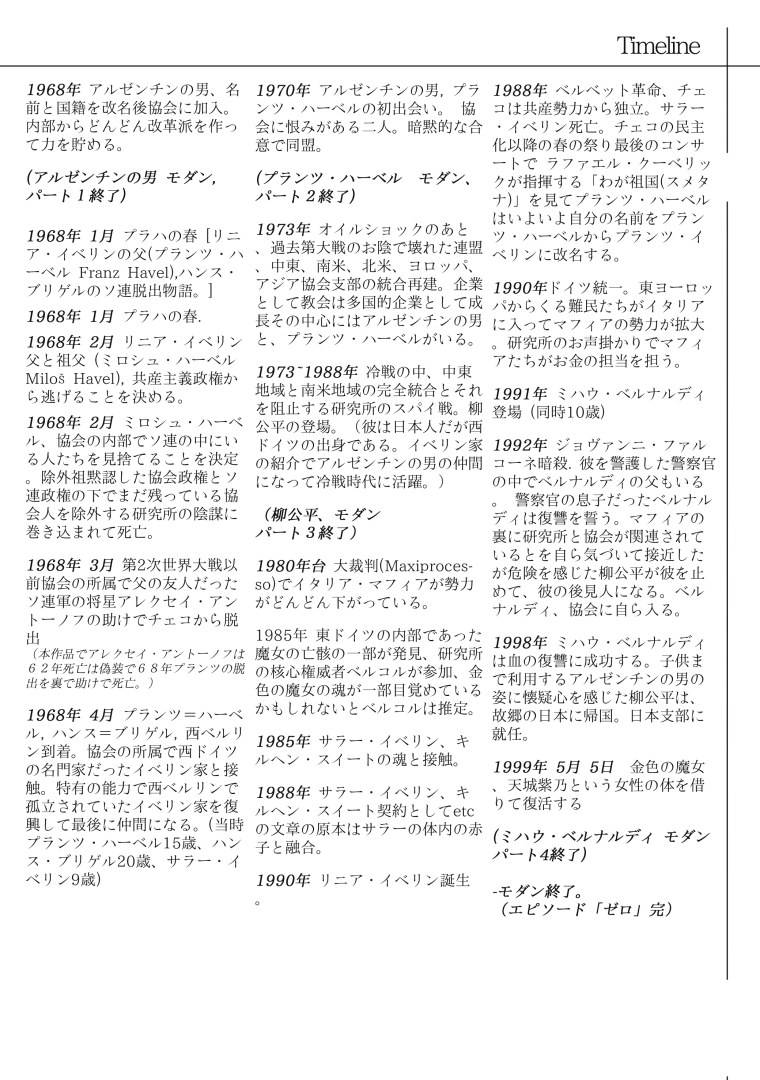 Timeline
1968年 アルゼンチンの男、名
前と国籍を改名後協会に加入。
内部からどんどん改革派を作っ
て力を貯める。
(アルゼンチンの男 モダン,
パート１終了)
1968年 1月 プラハの春 [リニ
ア・イベリンの父(プランツ・ハ
ーベル Franz Havel),ハンス・
ブリゲルのソ連脱出物語。]
1968年 1月 プラハの春.
1968年 2月 リニア・イベリン
父と祖父 (ミロシュ・ハーベル
Miloš Havel), 共産主義政権か
ら逃げることを決める。
1968年 2月 ミロシュ・ハーベ
ル、協会の内部でソ連の中にい
る人たちを見捨てることを決定
。除外祖黙認した協会政権とソ
連政権の下でまだ残っている協
会人を除外する研究所の陰謀に
巻き込まれて死亡。
1968年 3月 第2次世界大戦以
前協会の所属で父の友人だった
ソ連軍の将星アレクセイ・アン
トーノフの助けでチェコから脱
出
（本作品でアレクセイ・アントーノフは
６２年死亡は偽装で６８年プランツの脱
出を裏で助けで死亡。）
1968年 4月 プランツ＝ハーベ
ル, ハンス＝ブリゲル, 西ベルリ
ン到着。協会の所属で西ドイツ
の名門家だったイベリン家と接
触。特有の能力で西ベルリンで
孤立されていたイベリン家を復
興して最後に仲間になる。(当時
プランツ・ハーベル15歳、ハン
ス・ブリゲル20歳、サラー・イ
ベリン9歳)
1970年 アルゼンチンの男, プラ
ンツ・ハーベルの初出会い。 協
会に恨みがある二人。暗黙的な合
意で同盟。
(プランツ・ハーベル　モダン、
パート２終了)
1973年 オイルショックのあと
、過去第大戦のお陰で壊れた連盟
、中東、南米、北米、ヨロッパ、
アジア協会支部の統合再建。企業
として教会は多国的企業として成
長その中心にはアルゼンチンの男
と、プランツ・ハーベルがいる。
1973~1988年 冷戦の中、中東
地域と南米地域の完全統合とそれ
を阻止する研究所のスパイ戦。柳
公平の登場。（彼は日本人だが西
ドイツの出身である。イベリン家
の紹介でアルゼンチンの男の仲間
になって冷戦時代に活躍。）
（柳公平、モダン
パート３終了）
1980年台 大裁判(Maxiproces-
so)でイタリア・マフィアが勢力
がどんどん下がっている。
1985年 東ドイツの内部であった
魔女の亡骸の一部が発見、研究所
の核心権威者ベルコルが参加、金
色の魔女の魂が一部目覚めている
かもしれないとベルコルは推定。
1985年 サラー・イベリン、キ
ルヘン・スイートの魂と接触。
1988年 サラー・イベリン、キ
ルヘン・スイート契約としてetc
の文章の原本はサラーの体内の赤
子と融合。
1990年 リニア・イベリン誕生
。
1988年 ベルベット革命、チェ
コは共産勢力から独立。サラー
・イベリン死亡。チェコの民主
化以降の春の祭り最後のコンサ
ートで ラファエル・クーベリッ
クが指揮する「わが祖国(スメタ
ナ)」を見てプランツ・ハーベル
はいよいよ自分の名前をプラン
ツ・ハーベルからプランツ・イ
ベリンに改名する。
1990年ドイツ統一。東ヨーロッ
パからくる難民たちがイタリア
に入ってマフィアの勢力が拡大
。研究所のお声掛かりでマフィ
アたちがお金の担当を担う。
1991年 ミハウ・ベルナルディ
登場 (同時10歳)
1992年 ジョヴァンニ・ファル
コーネ暗殺. 彼を警護した警察官
の中でベルナルディの父もいる
。 警察官の息子だったベルナル
ディは復讐を誓う。マフィアの
裏に研究所と協会が関連されて
いるとを自ら気づいて接近した
が危険を感じた柳公平が彼を止
めて、彼の後見人になる。ベル
ナルディ、協会に自ら入る。
1998年 ミハウ・ベルナルディ
は血の復讐に成功する。子供ま
で利用するアルゼンチンの男の
姿に懐疑心を感じた柳公平は、
故郷の日本に帰国。日本支部に
就任。
1999年 5月 5日　金色の魔女
、天城紫乃という女性の体を借
りて復活する
(ミハウ・ベルナルディ モダン
パート4終了)
-モダン終了。
（エピソード「ゼロ」完）